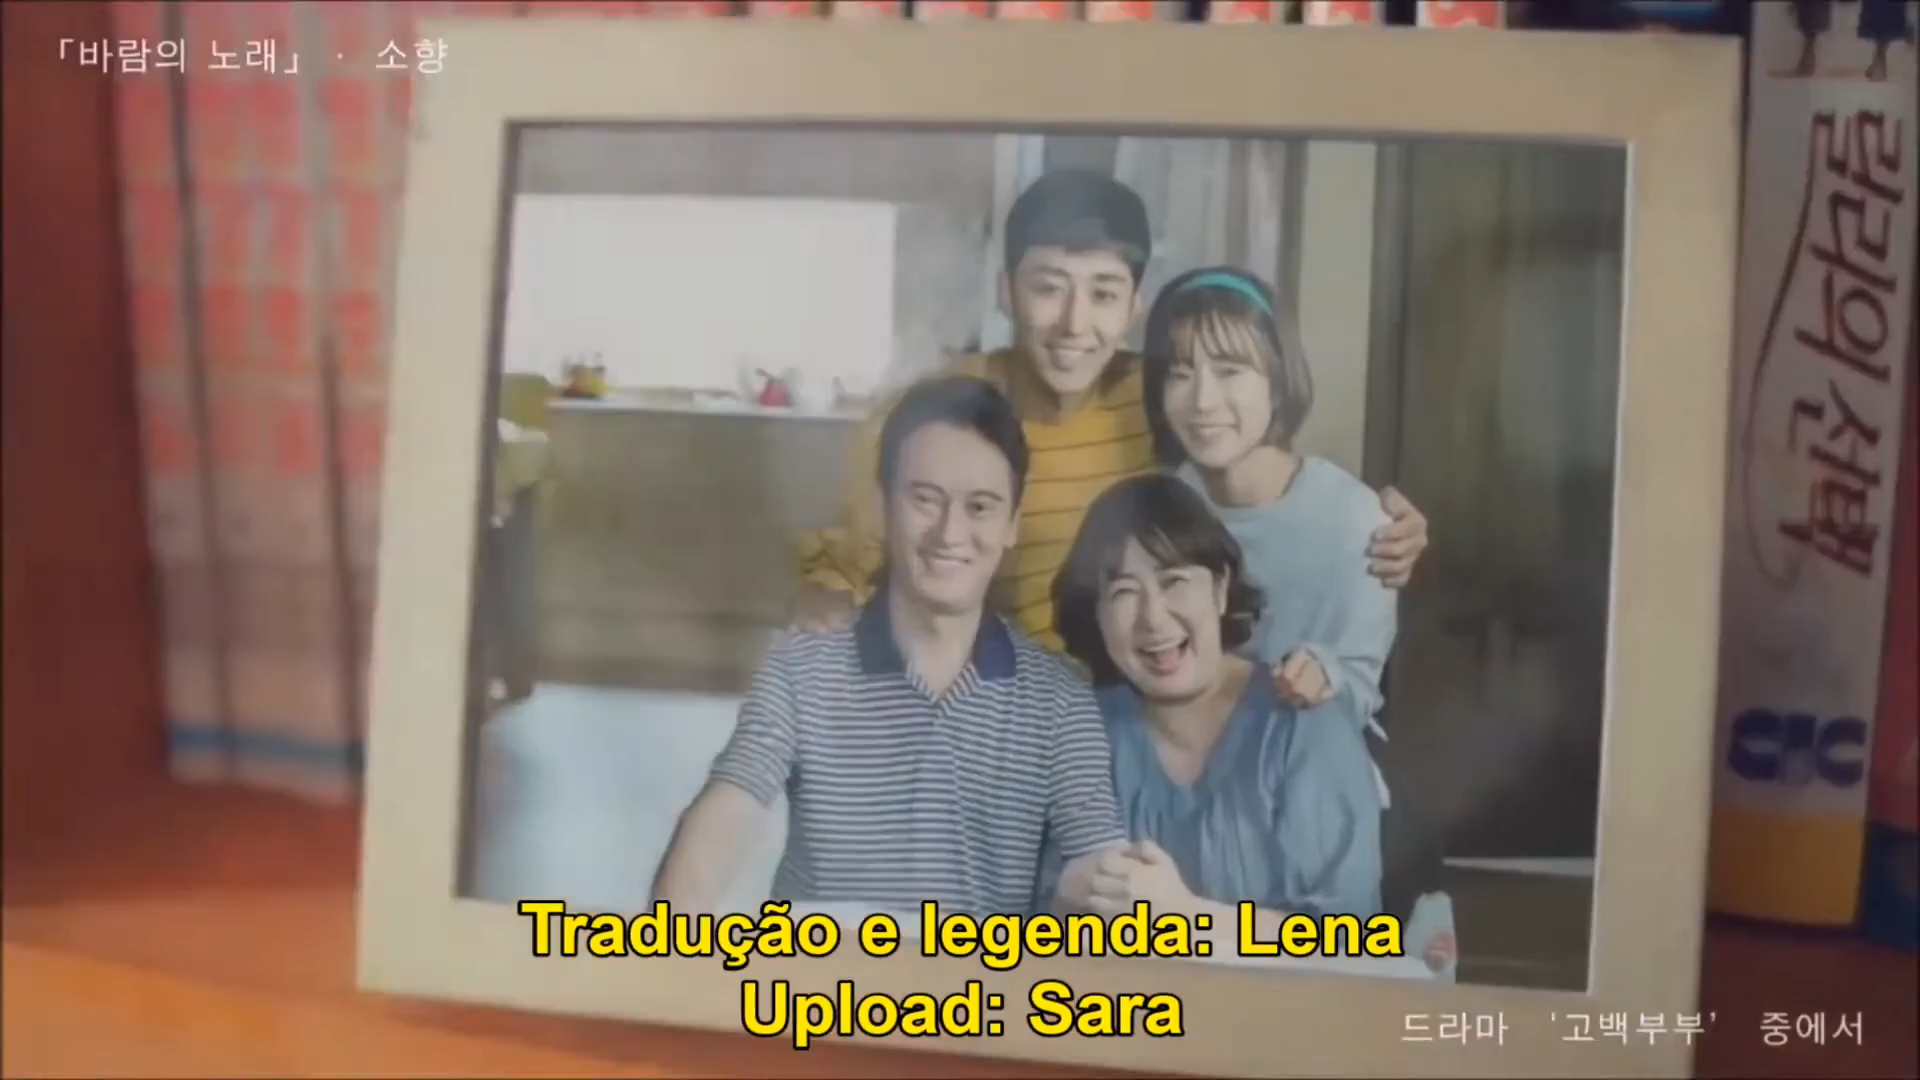 「바람의 노래」 · 소향
Tradução e legenda: Lena
Upload: Sara
드라마 ‘고백부부’ 중에서